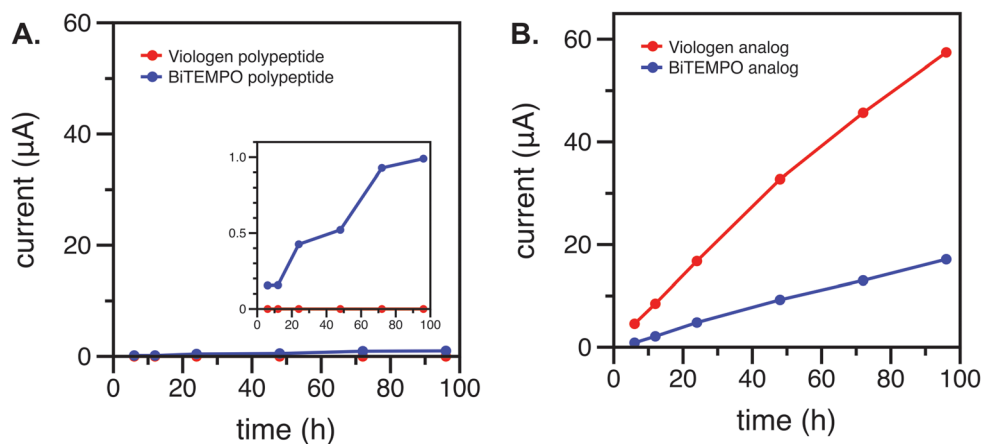 A.
60
40
20
0
current (μA)
Viologen polypeptide
BiTEMPO polypeptide
1.0
0.5
0
0 20 40 60 80 100
0 20 40 60 80 100
time (h)
B.
60
40
20
0
current (μA)
Viologen analog
BiTEMPO analog
0 20 40 60 80 100
time (h)